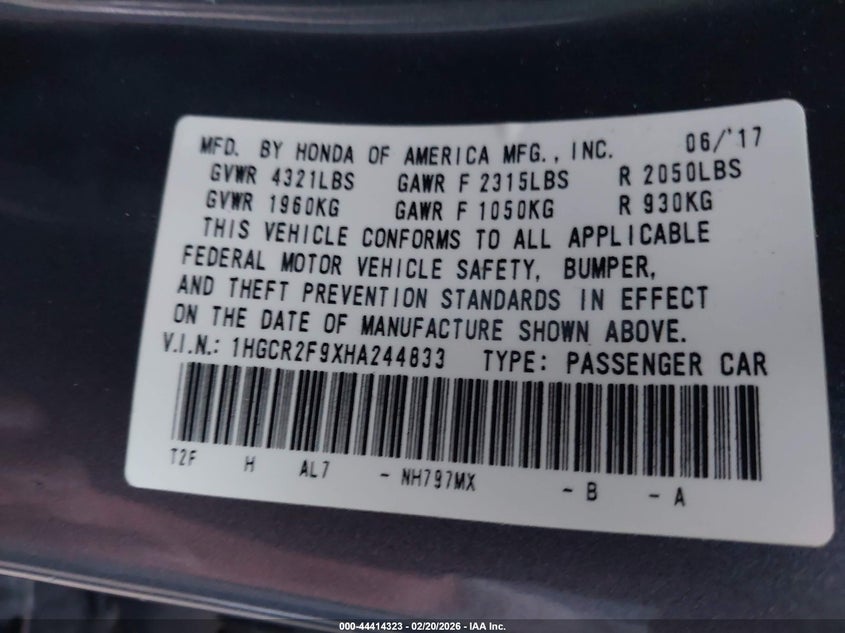 MFD. BY HONDA OF AMERICA MFG., INC. 06/'17
GVWR 4321LBS GAWR F 2315LBS R 2050LBS
GVWR 1960KG GAWR F 1050KG R 930KG
THIS VEHICLE CONFORMS TO ALL APPLICABLE
FEDERAL MOTOR VEHICLE SAFETY, BUMPER,
AND THEFT PREVENTION STANDARDS IN EFFECT
ON THE DATE OF MANUFACTURE SHOWN ABOVE.
V.I.N.: 1HGCR2F9XHA244833 TYPE: PASSENGER CAR
T2F H AL7 - NH797MX - B - A
000-44414323 | 02/20/2026 - IAA Inc.